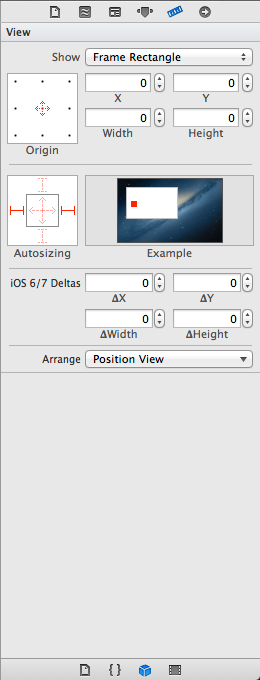 View
Show Frame Rectangle
0 0
X Y
0 0
Origin Width Height
Autosizing Example
iOS 6/7 Deltas 0 0
ΔX ΔY
0 0
ΔWidth ΔHeight
Arrange Position View
{ }